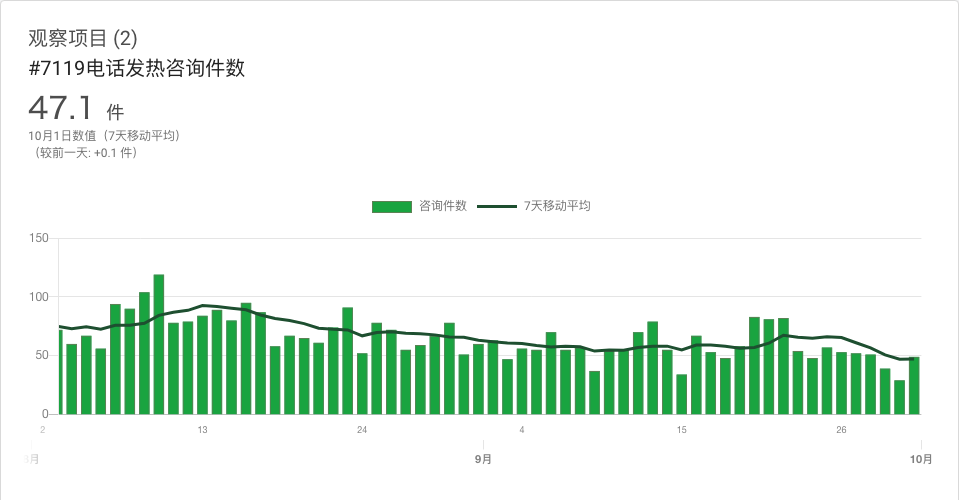 观察项目 (2)
#7119电话发热咨询件数
47.1 件
10月1日数值（7天移动平均）
（较前一天: +0.1 件）
咨询件数 7天移动平均
150
100
50
0
2 13 24 4 15 26
月 9月 10月